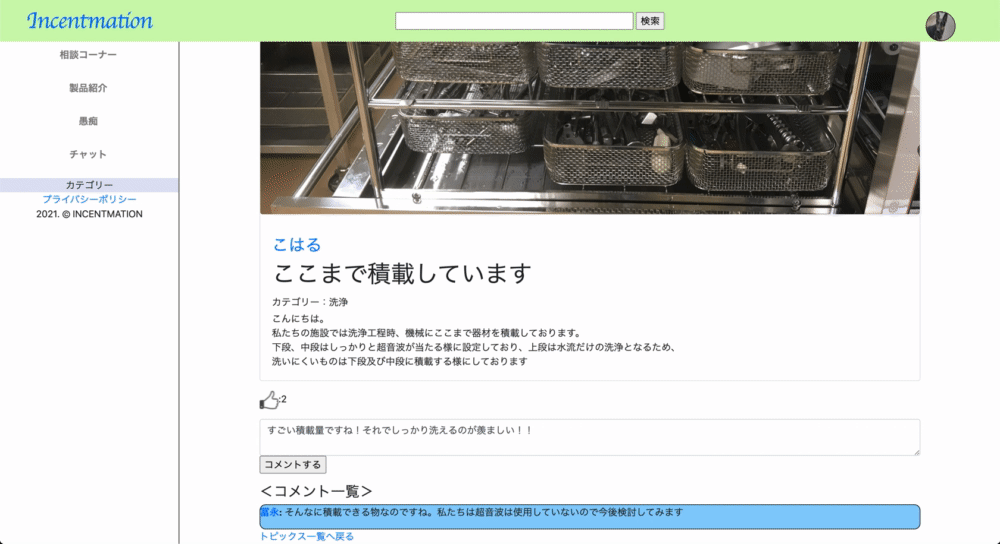 Incentmation
検索
相談コーナー
製品紹介
愚痴
チャット
カテゴリー
プライバシーポリシー
2021. © INCENTMATION
こはる
ここまで積載しています
カテゴリー：洗浄
こんにちは。
私たちの施設では洗浄工程時、機械にここまで器材を積載しております。
下段、中段はしっかりと超音波が当たる様に設定しており、上段は水流だけの洗浄となるため、
洗いにくいものは下段及び中段に積載する様にしております
:2
すごい積載量ですね！それでしっかり洗えるのが羨ましい！！
コメントする
＜コメント一覧＞
富永: そんなに積載できる物なのですね。私たちは超音波は使用していないので今後検討してみます
トピックス一覧へ戻る